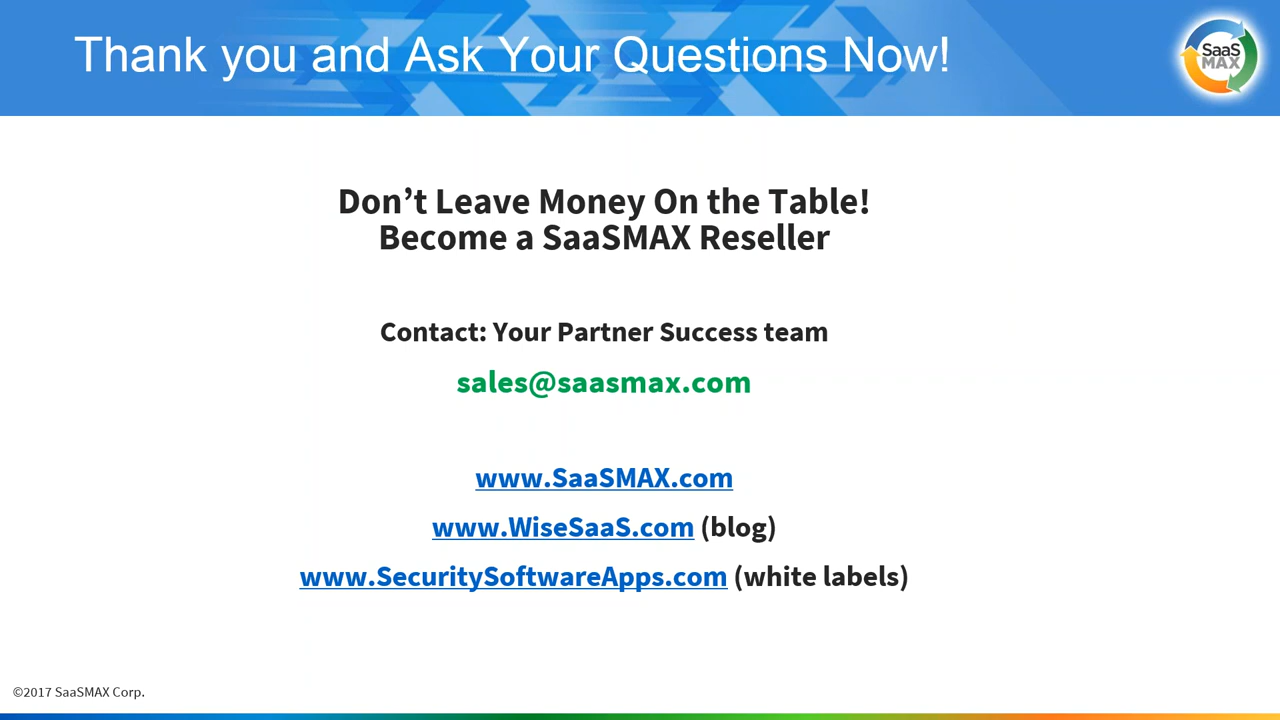 Thank you and Ask Your Questions Now!
SaaS
MAX
Don’t Leave Money On the Table!
Become a SaaSMAX Reseller
Contact: Your Partner Success team
sales@saasmax.com
www.SaaSMAX.com
www.WiseSaaS.com (blog)
www.SecuritySoftwareApps.com (white labels)
©2017 SaaSMAX Corp.